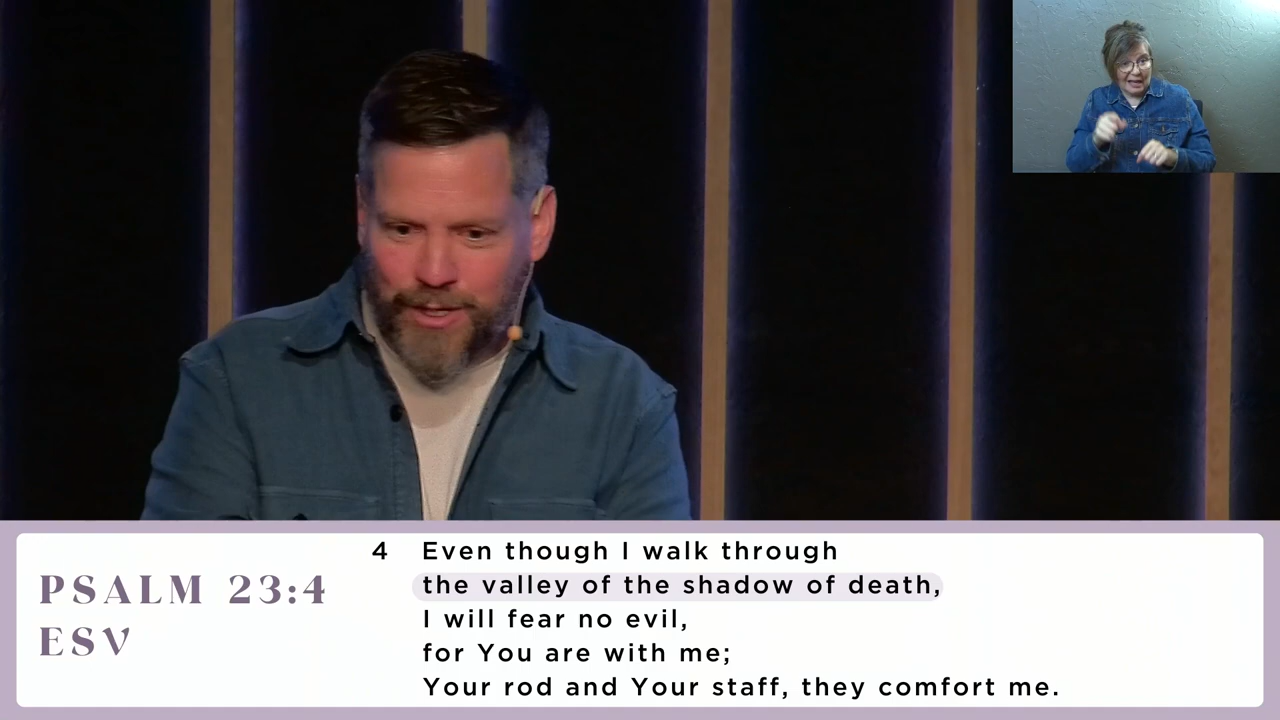 PSALM 23:4
ESV
4 Even though I walk through
the valley of the shadow of death,
I will fear no evil,
for You are with me;
Your rod and Your staff, they comfort me.